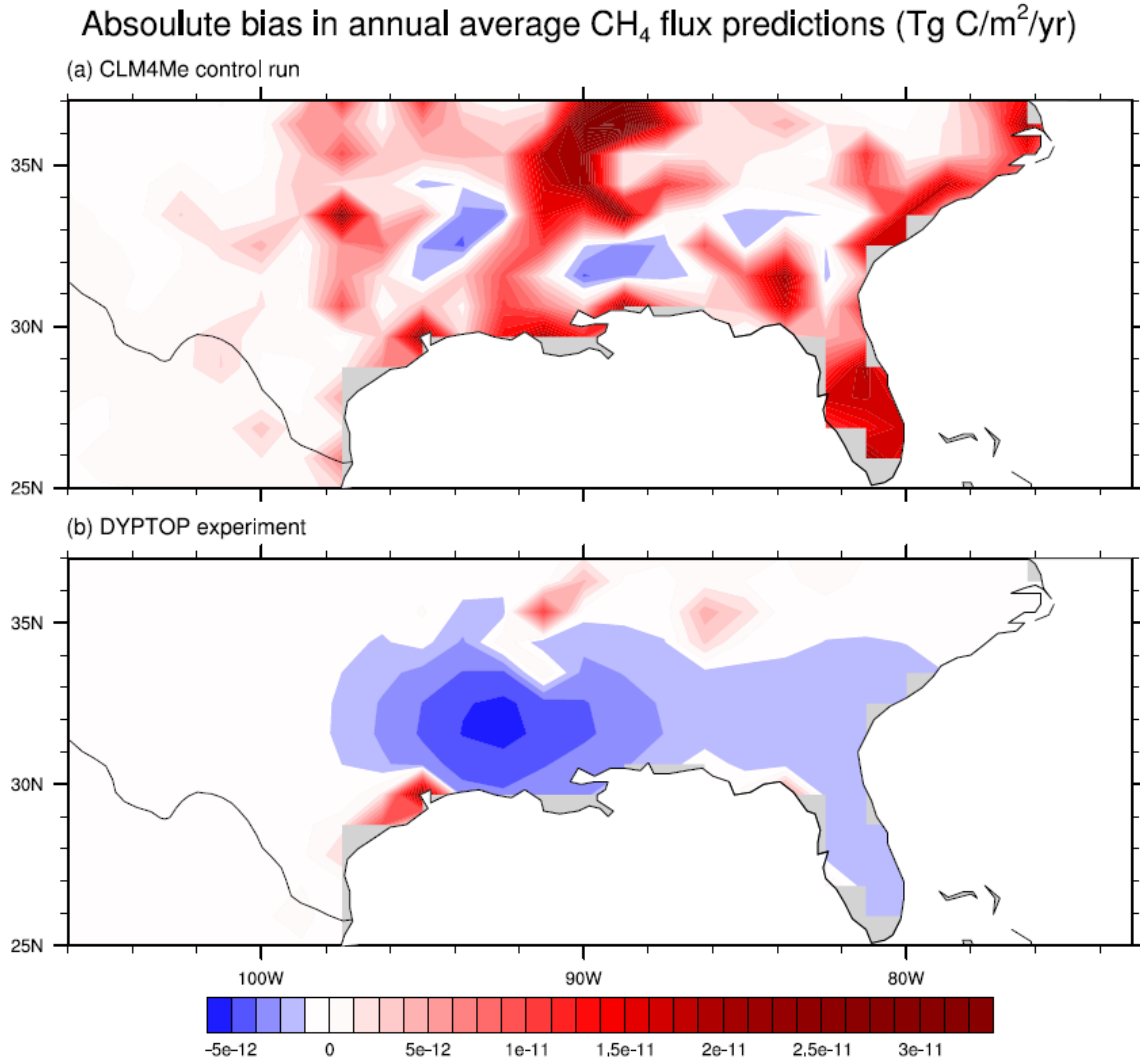 Absoulute bias in annual average CH₄ flux predictions (Tg C/m²/yr)
(a) CLM4Me control run
35N
30N
25N
(b) DYPTOP experiment
35N
30N
25N
100W 90W 80W
−5e−12 0 5e−12 1e−11 1.5e−11 2e−11 2.5e−11 3e−11